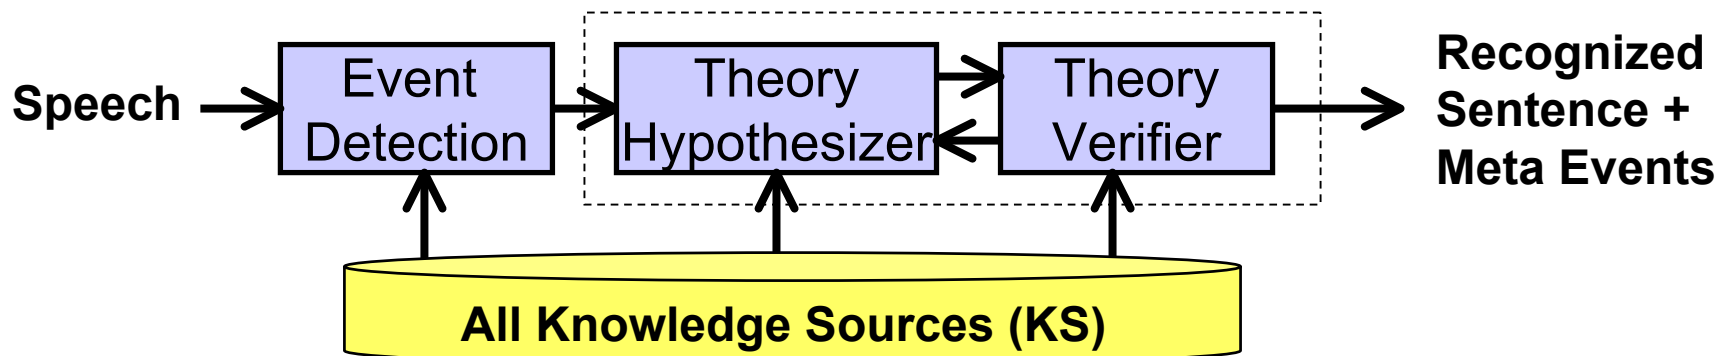 Speech
Event
Detection
Theory
Hypothesizer
Theory
Verifier
Recognized
Sentence +
Meta Events
All Knowledge Sources (KS)